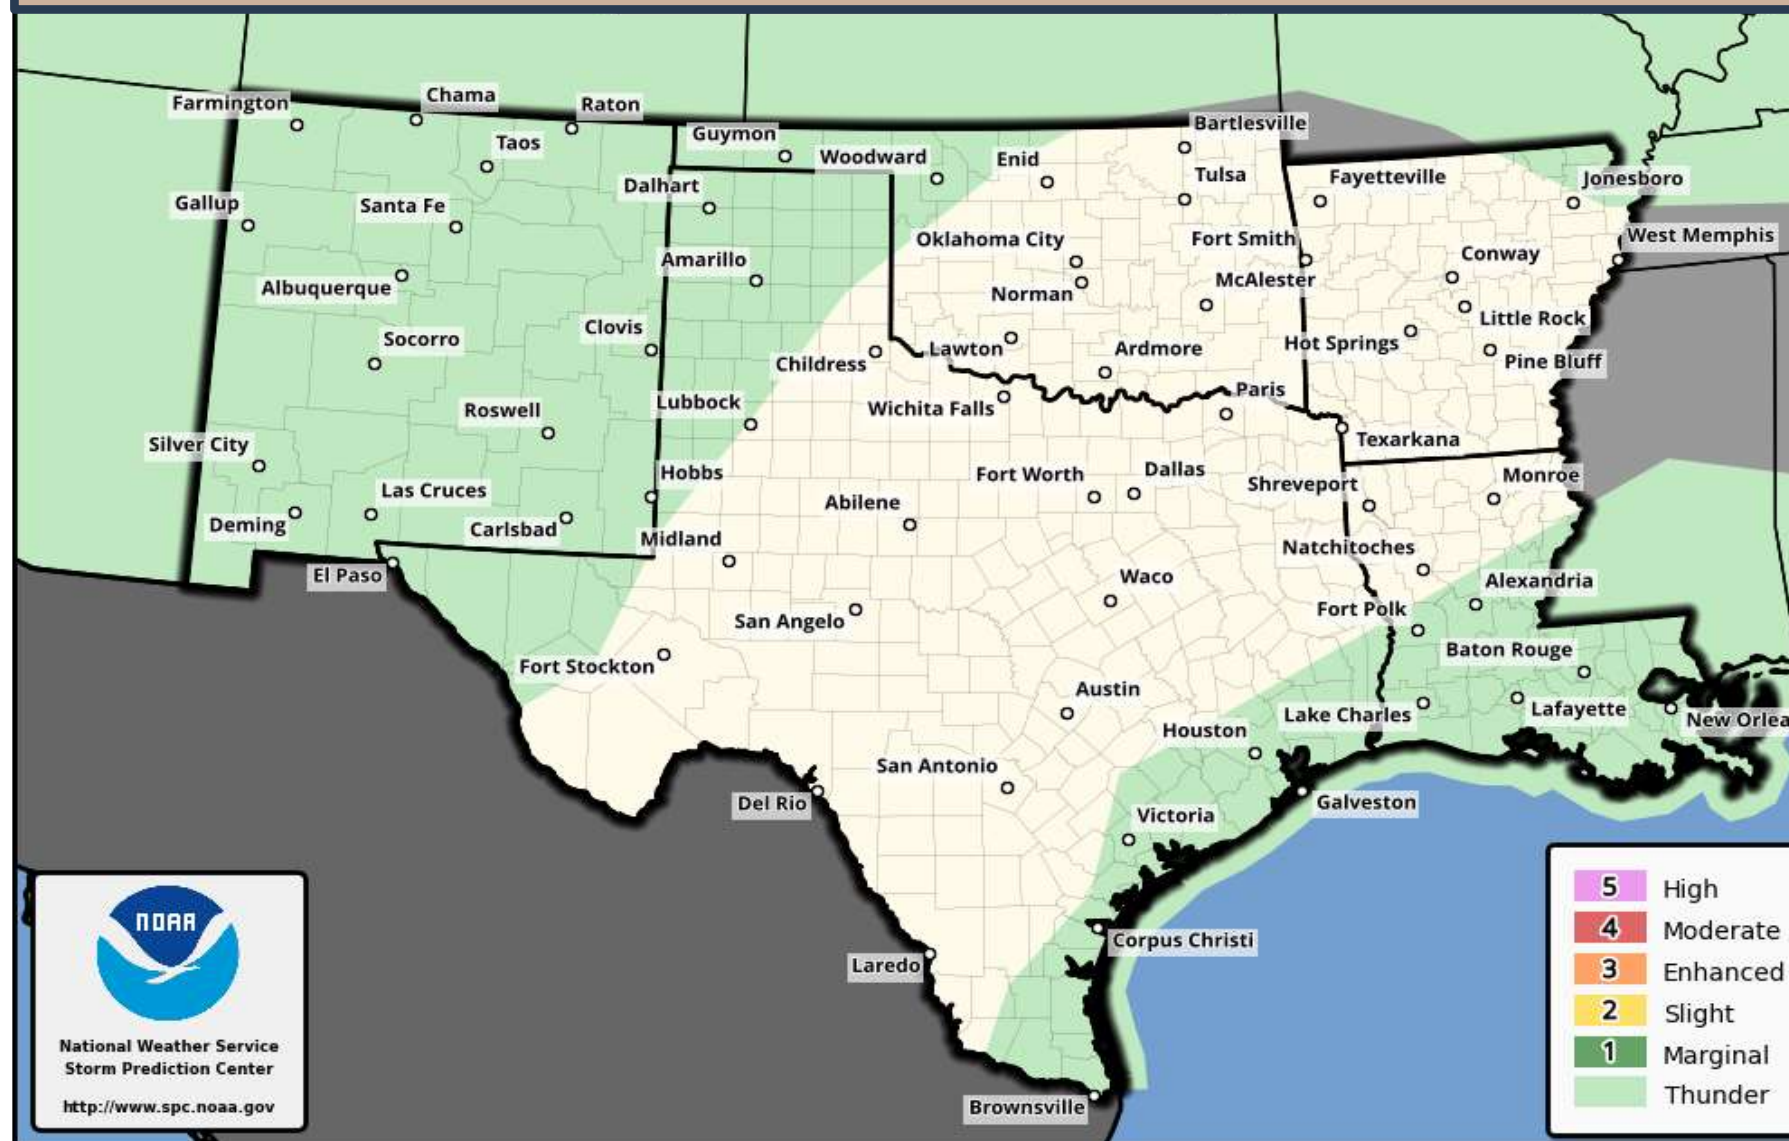 Farmington
Chama
Raton
Taos
Guymon
Woodward
Enid
Bartlesville
Tulsa
Fayetteville
Jonesboro
Gallup
Santa Fe
Dalhart
Oklahoma City
Fort Smith
Conway
West Memphis
Albuquerque
Amarillo
Norman
McAlester
Little Rock
Socorro
Clovis
Childress
Lawton
Ardmore
Hot Springs
Pine Bluff
Roswell
Lubbock
Wichita Falls
Paris
Texarkana
Silver City
Las Cruces
Hobbs
Abilene
Fort Worth
Dallas
Shreveport
Monroe
Deming
Carlsbad
Midland
Natchitoches
El Paso
San Angelo
Waco
Fort Polk
Alexandria
Fort Stockton
Austin
Baton Rouge
Houston
Lake Charles
Lafayette
New Orlea
San Antonio
Del Rio
Victoria
Galveston
Laredo
Corpus Christi
Brownsville
NOAA
National Weather Service
Storm Prediction Center
http://www.spc.noaa.gov
5 High
4 Moderate
3 Enhanced
2 Slight
1 Marginal
Thunder